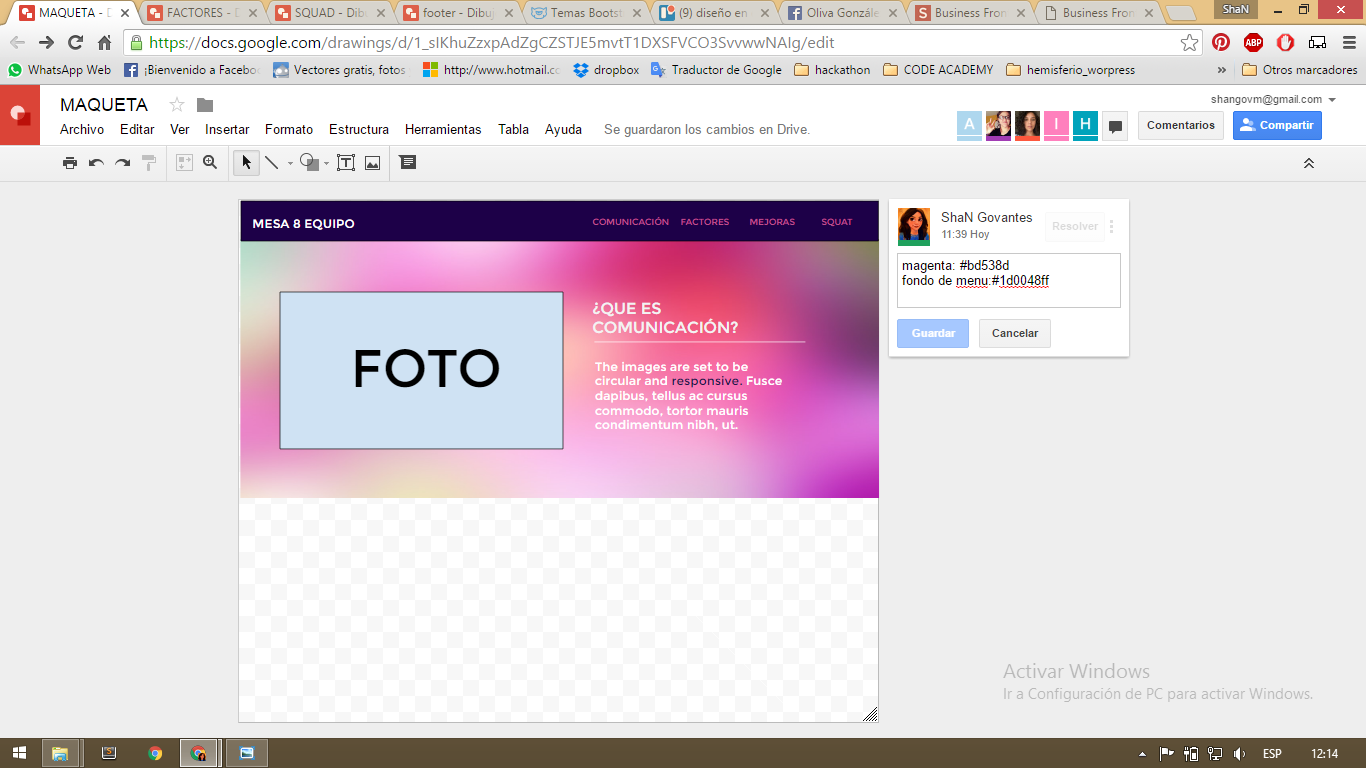 MAQUETA - D
FACTORES - D
SQUAD - Dibu
footer - Dibuj
Temas Bootst
(9) diseño en
Oliva Gonzále
Business Fron
Business Fron
ShaN
https://docs.google.com/drawings/d/1_sIKhuZzxpAdZgCZSTJE5mvtT1DXSFVCO3SvvwwNAIg/edit
ABP
WhatsApp Web
¡Bienvenido a Faceboo
Vectores gratis, fotos
http://www.hotmail.cc
dropbox
Traductor de Google
hackathon
CODE ACADEMY
hemisferio_worpress
»
Otros marcadores
MAQUETA
shangovm@gmail.com
Archivo Editar Ver Insertar Formato Estructura Herramientas Tabla Ayuda Se guardaron los cambios en Drive.
A
I
H
Comentarios
Compartir
MESA 8 EQUIPO
COMUNICACIÓN FACTORES MEJORAS SQUAT
FOTO
¿QUE ES
COMUNICACIÓN?
The images are set to be
circular and responsive. Fusce
dapibus, tellus ac cursus
commodo, tortor mauris
condimentum nibh, ut.
ShaN Govantes
11:39 Hoy
Resolver
magenta: #bd538d
fondo de menu:#1d0048ff
Guardar
Cancelar
Activar Windows
Ir a Configuración de PC para activar Windows.
ESP
12:14